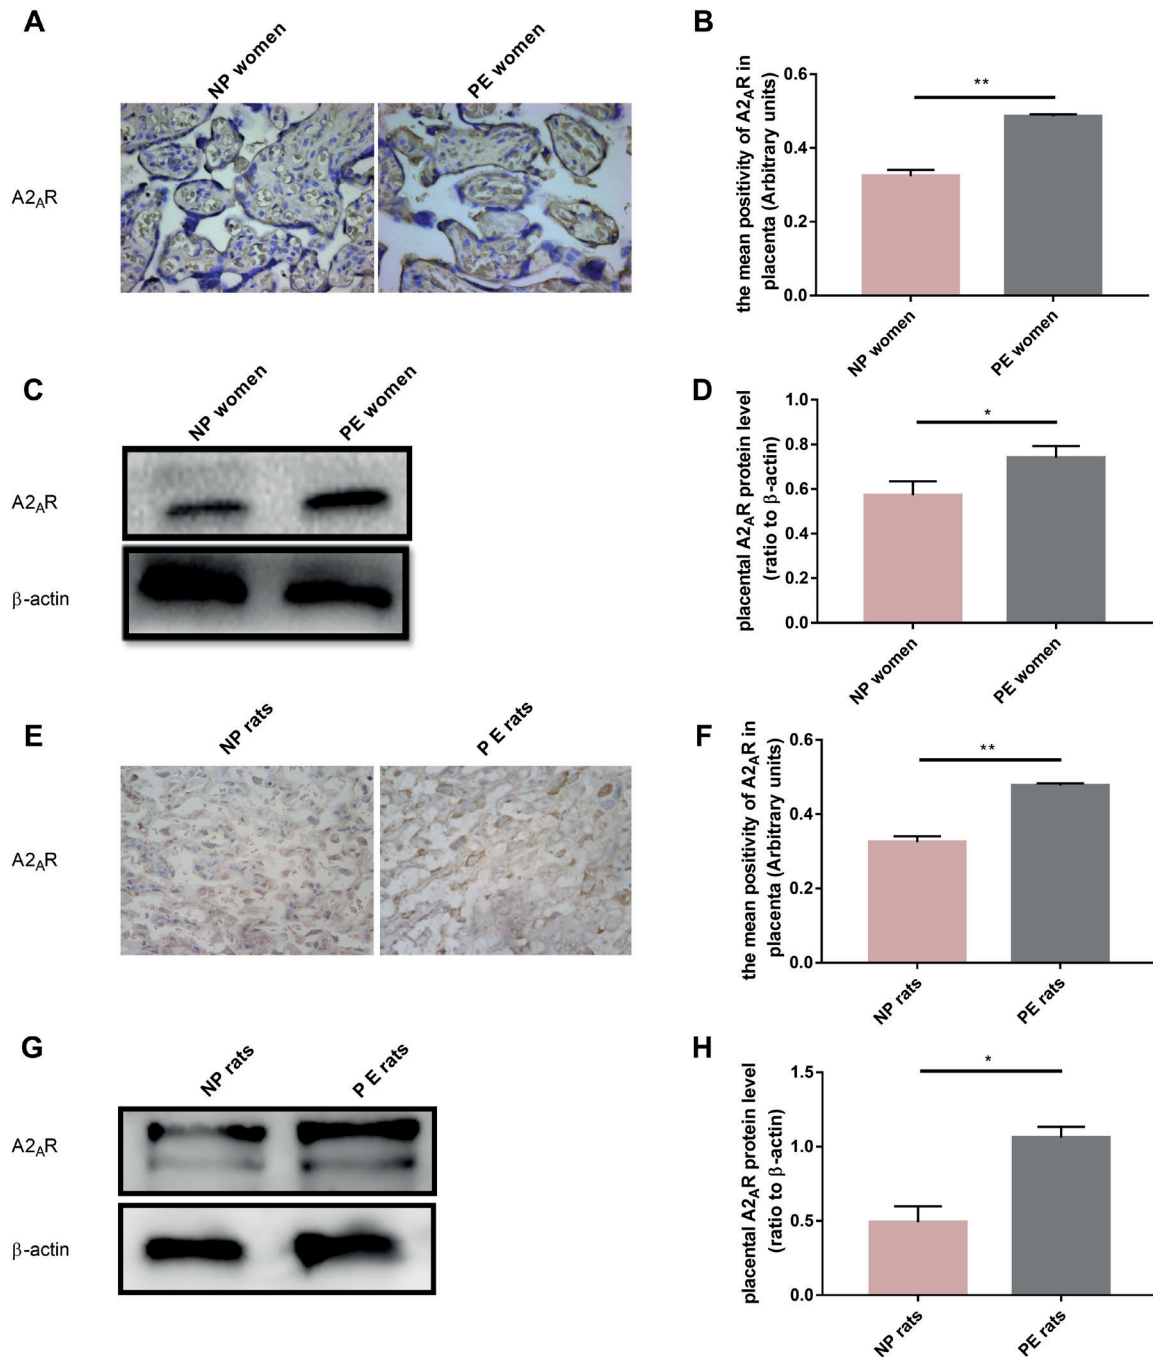 A
NP women
PE women
A2AR
B
the mean positivity of A2AR in
placenta (Arbitrary units)
0.6
0.4
0.2
0.0
**
NP women
PE women
C
NP women
PE women
A2AR
β-actin
D
placental A2AR protein level
(ratio to β-actin)
1.0
0.8
0.6
0.4
0.2
0.0
*
NP women
PE women
E
NP rats
P E rats
A2AR
F
the mean positivity of A2AR in
placenta (Arbitrary units)
0.6
0.4
0.2
0.0
**
NP rats
PE rats
G
NP rats
P E rats
A2AR
β-actin
H
placental A2AR protein level
(ratio to β-actin)
1.5
1.0
0.5
0.0
*
NP rats
PE rats